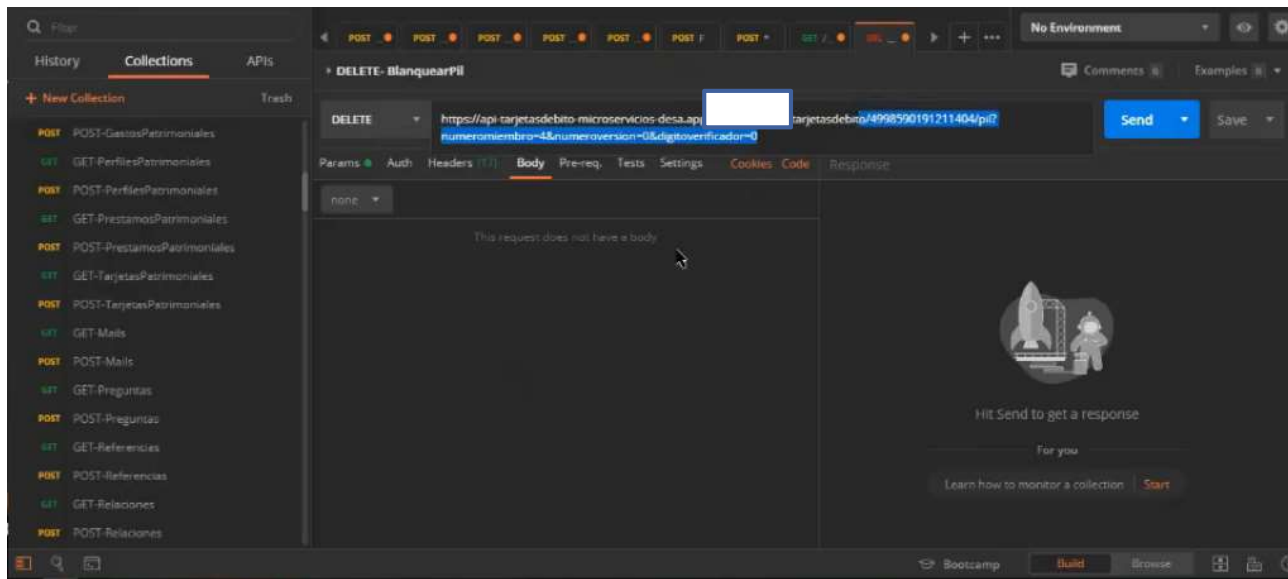 Filter
History Collections APIs
+ New Collection Trash
POST POST-GastosPatrimoniales
GET GET-PerfilesPatrimoniales
POST POST-PerfilesPatrimoniales
GET GET-PrestamosPatrimoniales
POST POST-PrestamosPatrimoniales
GET GET-TarjetasPatrimoniales
POST POST-TarjetasPatrimoniales
GET GET-Mails
POST POST-Mails
GET GET-Preguntas
POST POST-Preguntas
GET GET-Referencias
POST POST-Referencias
GET GET-Relaciones
POST POST-Relaciones
POST POST POST POST POST POST POST GET DEL + •••
No Environment
DELETE- BlanquearPil
Comments 0 Examples 0
DELETE
https://api-tarjetasdebito-microservicios-desa.app tarjetasdebito/4998590191211404/pil?
numeromiembro=4&numeroversion=0&digitoverificador=0
Send Save
Params Auth Headers (17) Body Pre-req. Tests Settings Cookies Code
Response
none
This request does not have a body
Hit Send to get a response
For you
Learn how to monitor a collection Start
Bootcamp Build Browse